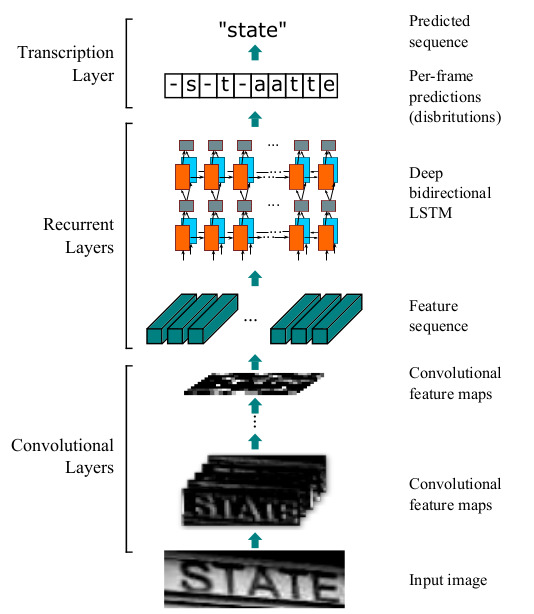 "state"
Predicted
sequence
Transcription
Layer
-s-t-aatte
Per-frame
predictions
(disbritutions)
...
Deep
bidirectional
LSTM
...
Recurrent
Layers
...
Feature
sequence
Convolutional
feature maps
...
Convolutional
Layers
STATE
Convolutional
feature maps
STATE
Input image